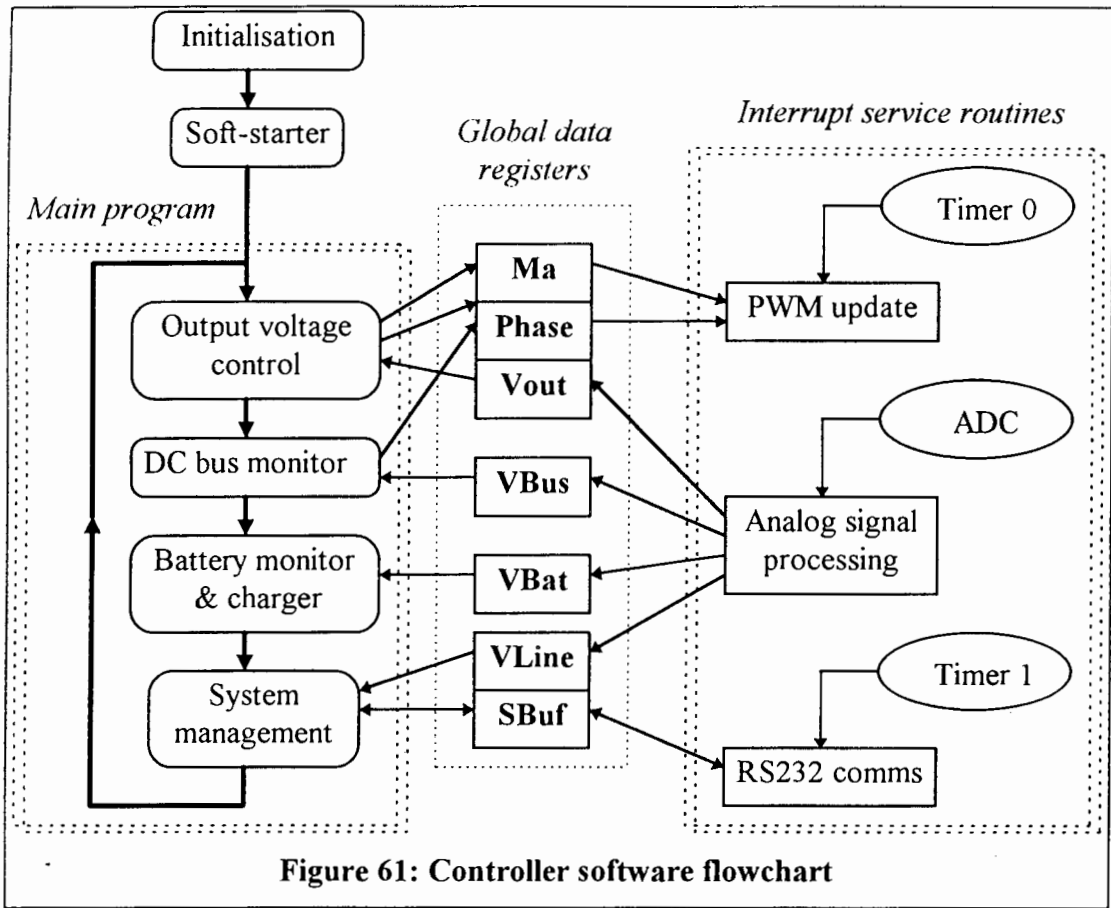 Initialisation
Soft-starter
Main program
Output voltage
control
DC bus monitor
Battery monitor
& charger
System
management
Global data
registers
Ma
Phase
Vout
VBus
VBat
VLine
SBuf
Interrupt service routines
Timer 0
PWM update
ADC
Analog signal
processing
Timer 1
RS232 comms
Figure 61: Controller software flowchart